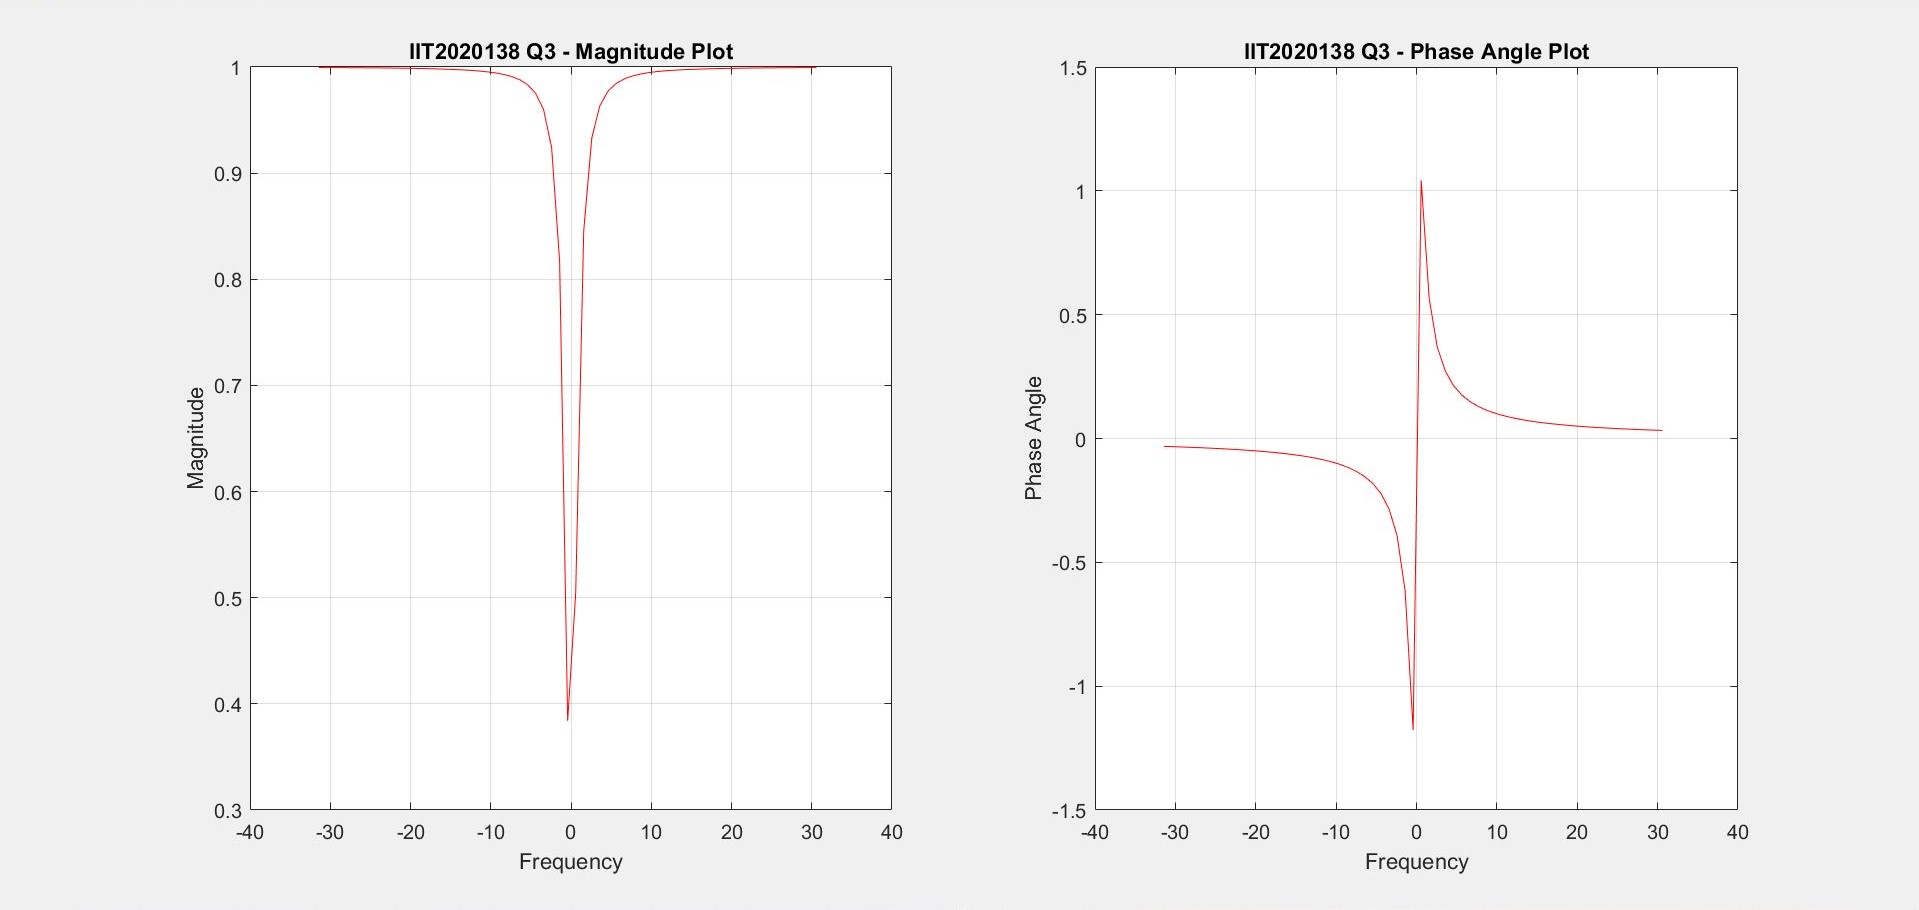 IIT2020138 Q3 - Magnitude Plot
1
0.9
0.8
0.7
0.6
0.5
0.4
0.3
Magnitude
-40 -30 -20 -10 0 10 20 30 40
Frequency
IIT2020138 Q3 - Phase Angle Plot
1.5
1
0.5
0
-0.5
-1
-1.5
Phase Angle
-40 -30 -20 -10 0 10 20 30 40
Frequency